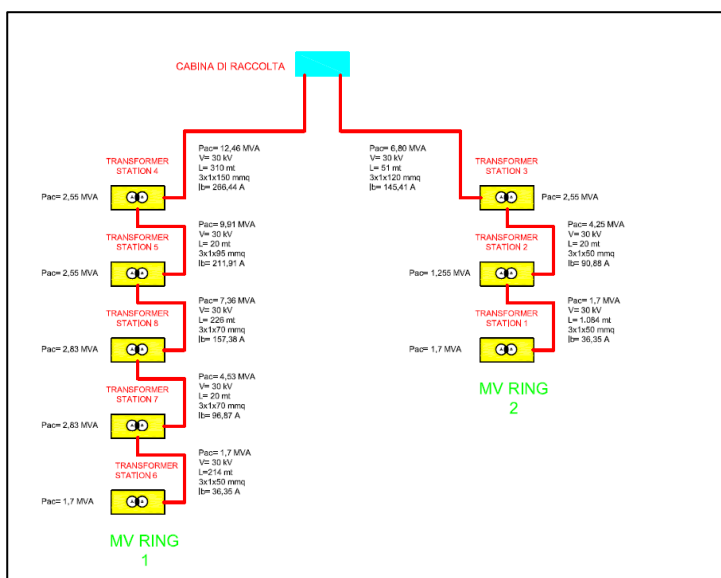 CABINA DI RACCOLTA
Pac= 12,46 MVA
V= 30 kV
L= 310 mt
3x1x150 mmq
Ib= 266,44 A
TRANSFORMER
STATION 4
Pac= 2,55 MVA
Pac= 9,91 MVA
V= 30 kV
L= 20 mt
3x1x95 mmq
Ib= 211,91 A
TRANSFORMER
STATION 5
Pac= 2,55 MVA
Pac= 7,36 MVA
V= 30 kV
L= 226 mt
3x1x70 mmq
Ib= 157,38 A
TRANSFORMER
STATION 8
Pac= 2,83 MVA
Pac= 4,53 MVA
V= 30 kV
L= 20 mt
3x1x70 mmq
Ib= 96,87 A
TRANSFORMER
STATION 7
Pac= 2,83 MVA
Pac= 1,7 MVA
V= 30 kV
L=214 mt
3x1x50 mmq
Ib= 36,35 A
TRANSFORMER
STATION 6
Pac= 1,7 MVA
MV RING
1
Pac= 6,80 MVA
V= 30 kV
L= 51 mt
3x1x120 mmq
Ib= 145,41 A
TRANSFORMER
STATION 3
Pac= 2,55 MVA
Pac= 4,25 MVA
V= 30 kV
L= 20 mt
3x1x50 mmq
Ib= 90,88 A
TRANSFORMER
STATION 2
Pac= 1,255 MVA
Pac= 1,7 MVA
V= 30 kV
L= 1.084 mt
3x1x50 mmq
Ib= 36,35 A
TRANSFORMER
STATION 1
Pac= 1,7 MVA
MV RING
2